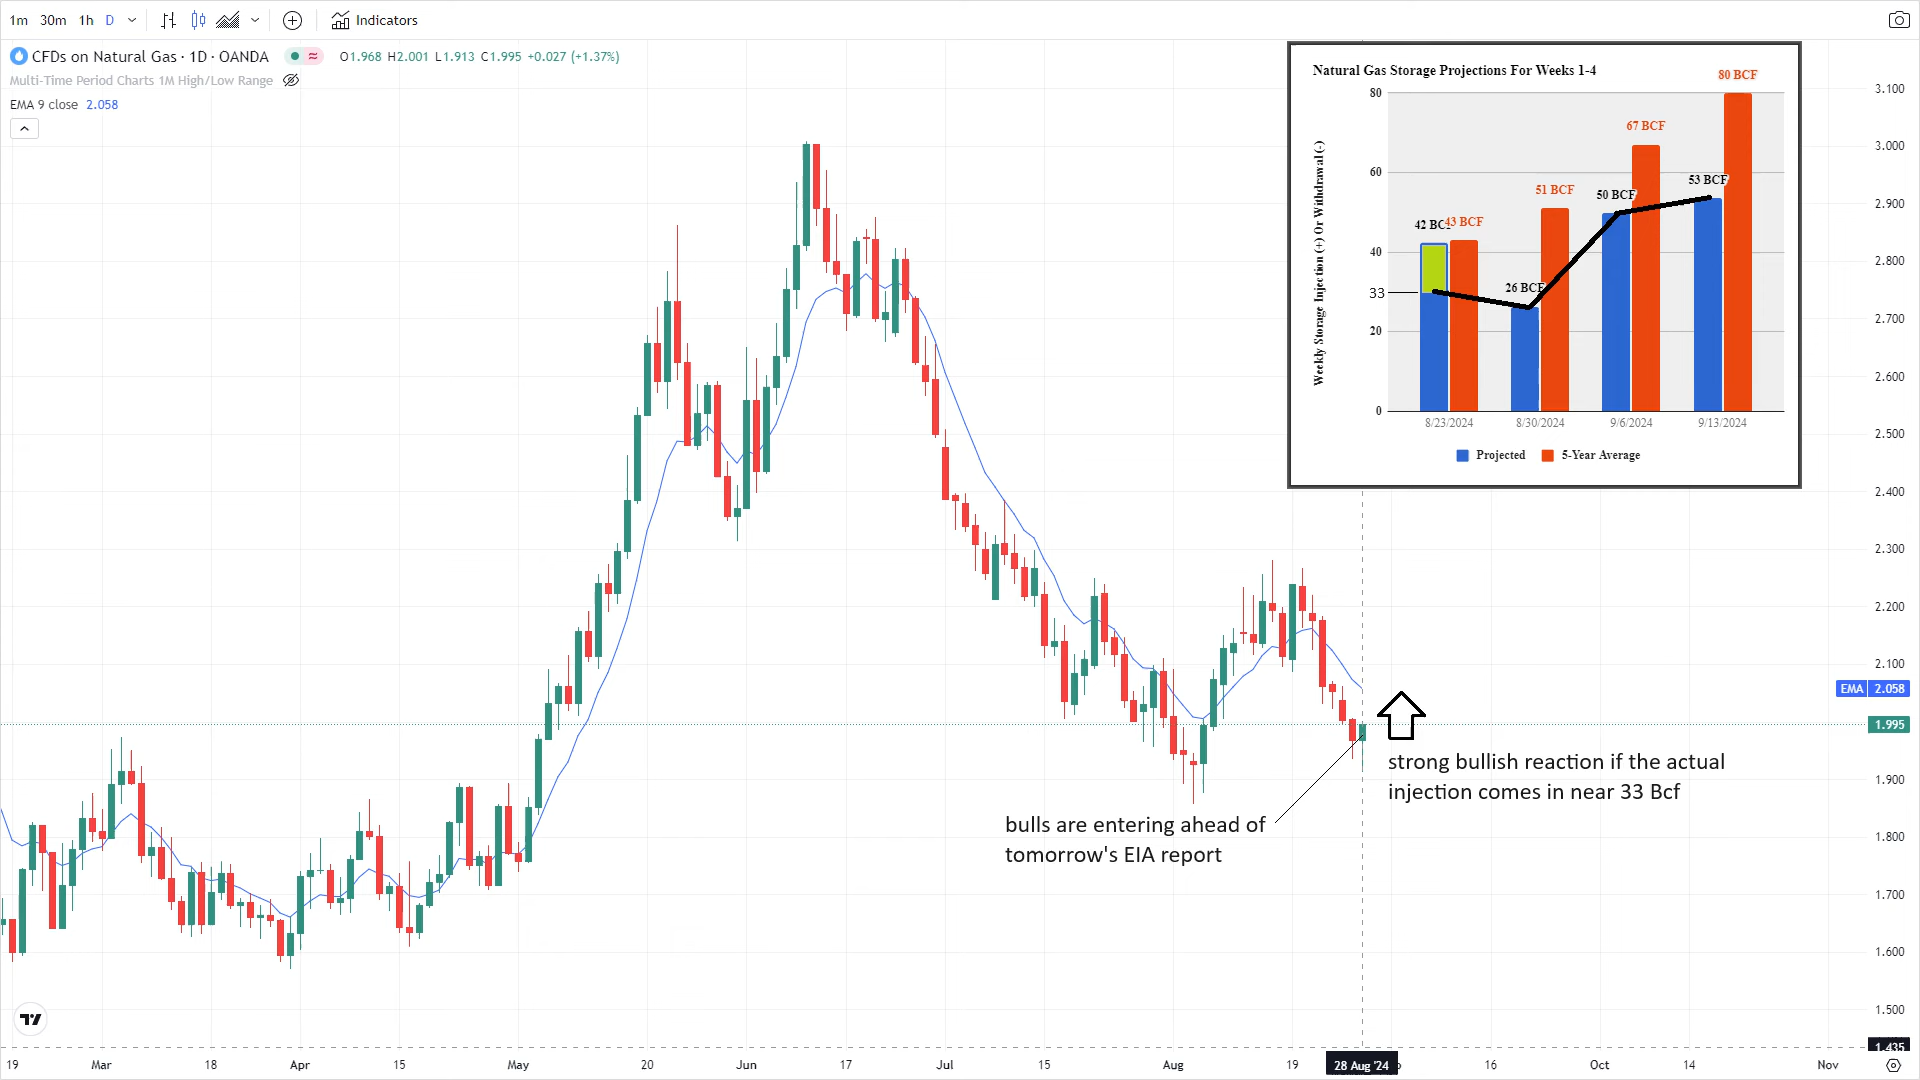 1m 30m 1h D Indicators
CFDs on Natural Gas · 1D · OANDA O1.968 H2.001 L1.913 C1.995 +0.027 (+1.37%)
Multi-Time Period Charts 1M High/Low Range
EMA 9 close 2.058
Natural Gas Storage Projections For Weeks 1-4
Weekly Storage Injection (+) Or Withdrawal (-)
80
60
40
33
20
0
42 BC
43 BCF
26 BCF
51 BCF
50 BCF
67 BCF
53 BCF
80 BCF
8/23/2024 8/30/2024 9/6/2024 9/13/2024
Projected 5-Year Average
3.100
3.000
2.900
2.800
2.700
2.600
2.500
2.400
2.300
2.200
2.100
EMA 2.058
1.995
1.900
1.800
1.700
1.600
1.500
1.435
strong bullish reaction if the actual
injection comes in near 33 Bcf
bulls are entering ahead of
tomorrow's EIA report
19 Mar 18 Apr 15 May 20 Jun 17 Jul 15 Aug 19 28 Aug '24 16 Oct 14 Nov